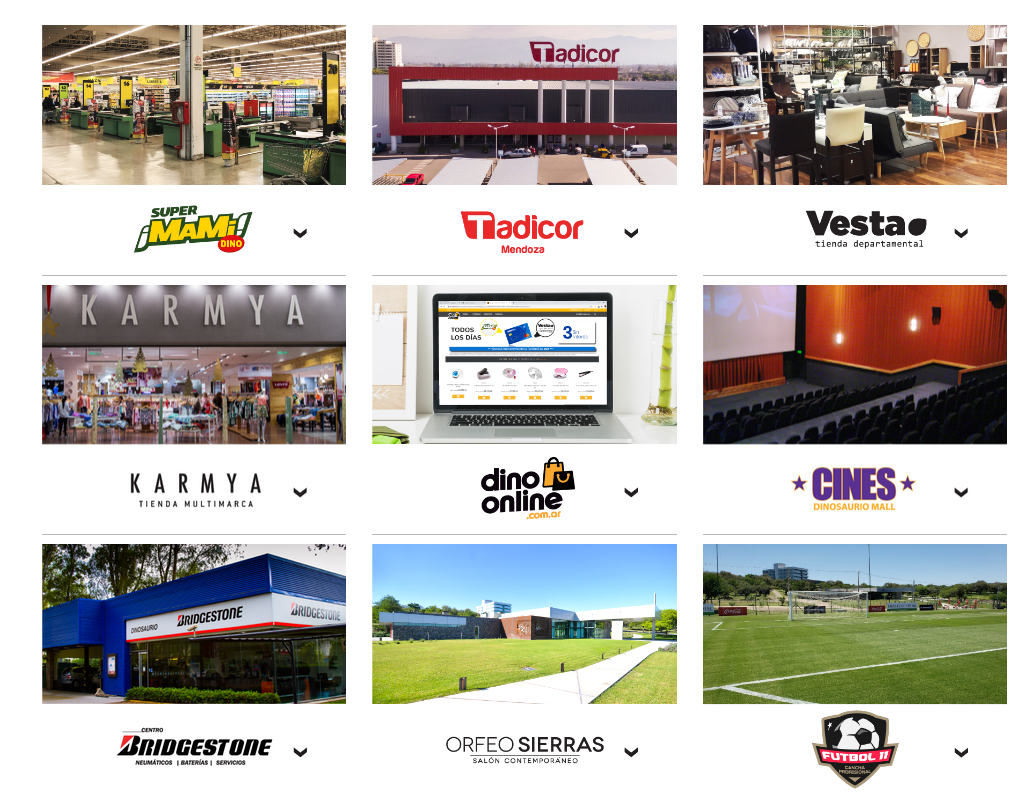 20
Tadicor
SUPER
¡MAMi!
DINO
Tadicor
Mendoza
Vesta
tienda departamental
KARMYA
TODOS
LOS DÍAS
3
KARMYA
TIENDA MULTIMARCA
dino
online
.com.ar
CINES
DINOSAURIO MALL
DINOSAURIO
BRIDGESTONE
BRIDGESTONE
CENTRO
BRIDGESTONE
NEUMÁTICOS | BATERÍAS | SERVICIOS
ORFEO SIERRAS
SALÓN CONTEMPORÁNEO
FUTBOL 11
CANCHA
PROFESIONAL